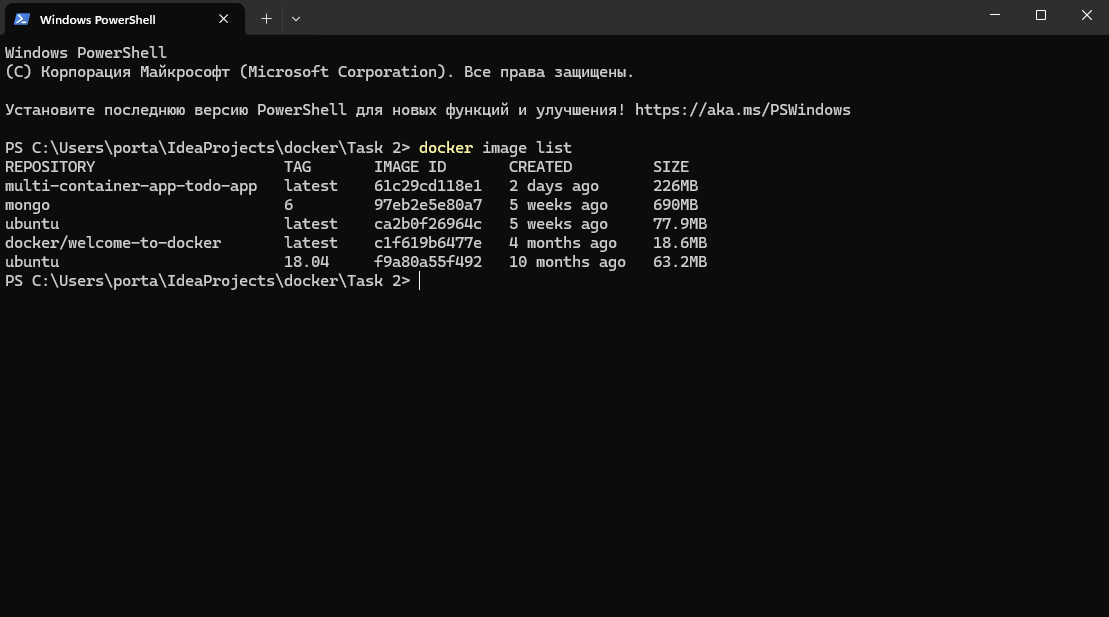 Windows PowerShell
Windows PowerShell
(C) Корпорация Майкрософт (Microsoft Corporation). Все права защищены.
Установите последнюю версию PowerShell для новых функций и улучшения! https://aka.ms/PSWindows
PS C:\Users\porta\IdeaProjects\docker\Task 2> docker image list
REPOSITORY                     TAG       IMAGE ID       CREATED         SIZE
multi-container-app-todo-app   latest    61c29cd118e1   2 days ago      226MB
mongo                          6         97eb2e5e80a7   5 weeks ago     690MB
ubuntu                         latest    ca2b0f26964c   5 weeks ago     77.9MB
docker/welcome-to-docker       latest    c1f619b6477e   4 months ago    18.6MB
ubuntu                         18.04     f9a80a55f492   10 months ago   63.2MB
PS C:\Users\porta\IdeaProjects\docker\Task 2>